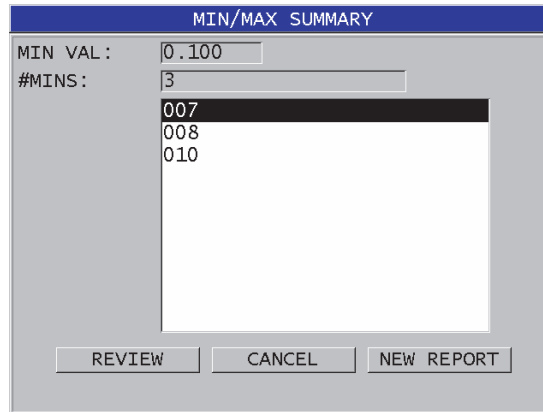 MIN/MAX SUMMARY
MIN VAL: 0.100
#MINS: 3
007
008
010
REVIEW CANCEL NEW REPORT